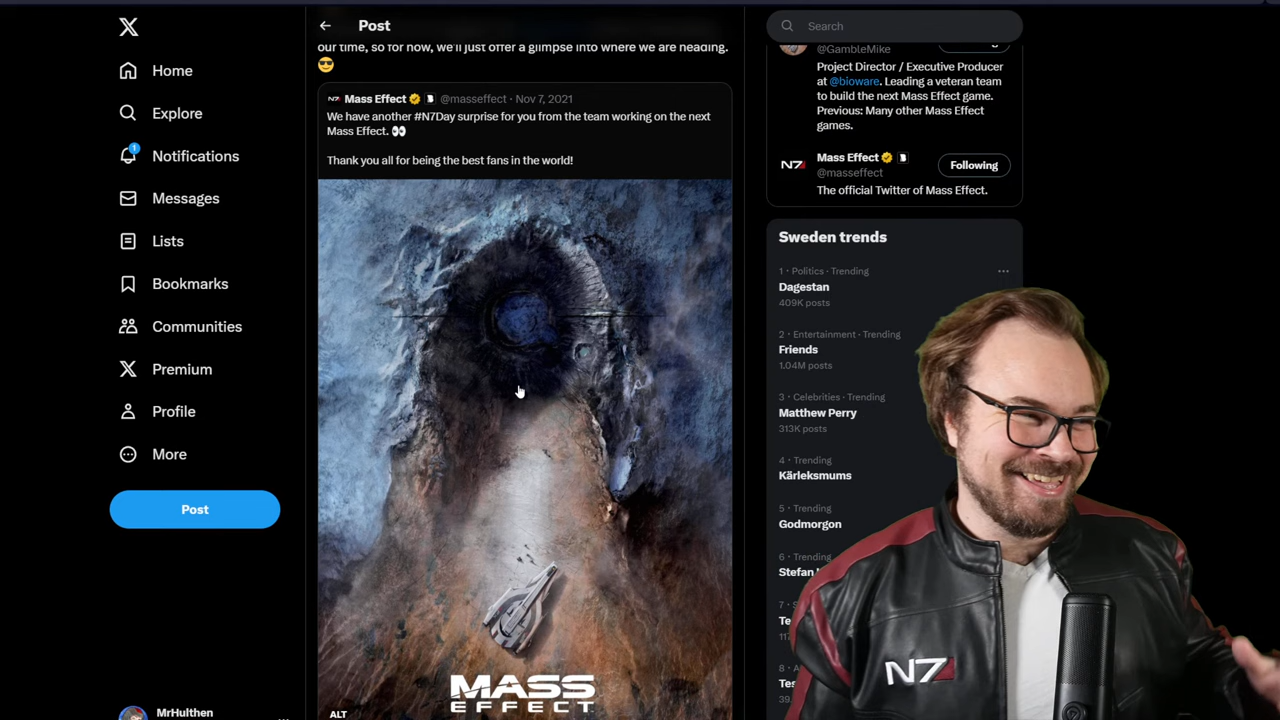 Home
Explore
1
Notifications
Messages
Lists
Bookmarks
Communities
Premium
Profile
More
Post
MrHulthen
Post
our time, so for now, we'll just offer a glimpse into where we are heading.
😎
N7 Mass Effect @masseffect · Nov 7, 2021
We have another #N7Day surprise for you from the team working on the next
Mass Effect. 👀
Thank you all for being the best fans in the world!
MASS
EFFECT
ALT
Search
@GambleMike
Project Director / Executive Producer
at @bioware. Leading a veteran team
to build the next Mass Effect game.
Previous: Many other Mass Effect
games.
N7
Mass Effect
@masseffect
Following
The official Twitter of Mass Effect.
Sweden trends
1 · Politics · Trending
Dagestan
409K posts
2 · Entertainment · Trending
Friends
1.04M posts
3 · Celebrities · Trending
Matthew Perry
313K posts
4 · Trending
Kärleksmums
5 · Trending
Godmorgon
6 · Trending
Stefan
N7